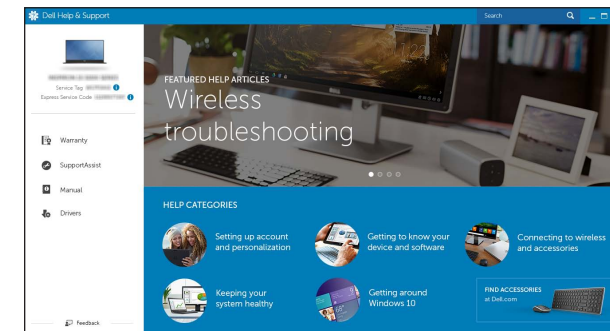 Dell Help & Support
Search
Service Tag
Express Service Code
Warranty
SupportAssist
Manual
Drivers
Feedback
FEATURED HELP ARTICLES
Wireless
troubleshooting
HELP CATEGORIES
Setting up account
and personalization
Getting to know your
device and software
Connecting to wireless
and accessories
Keeping your
system healthy
Getting around
Windows 10
FIND ACCESSORIES
at Dell.com